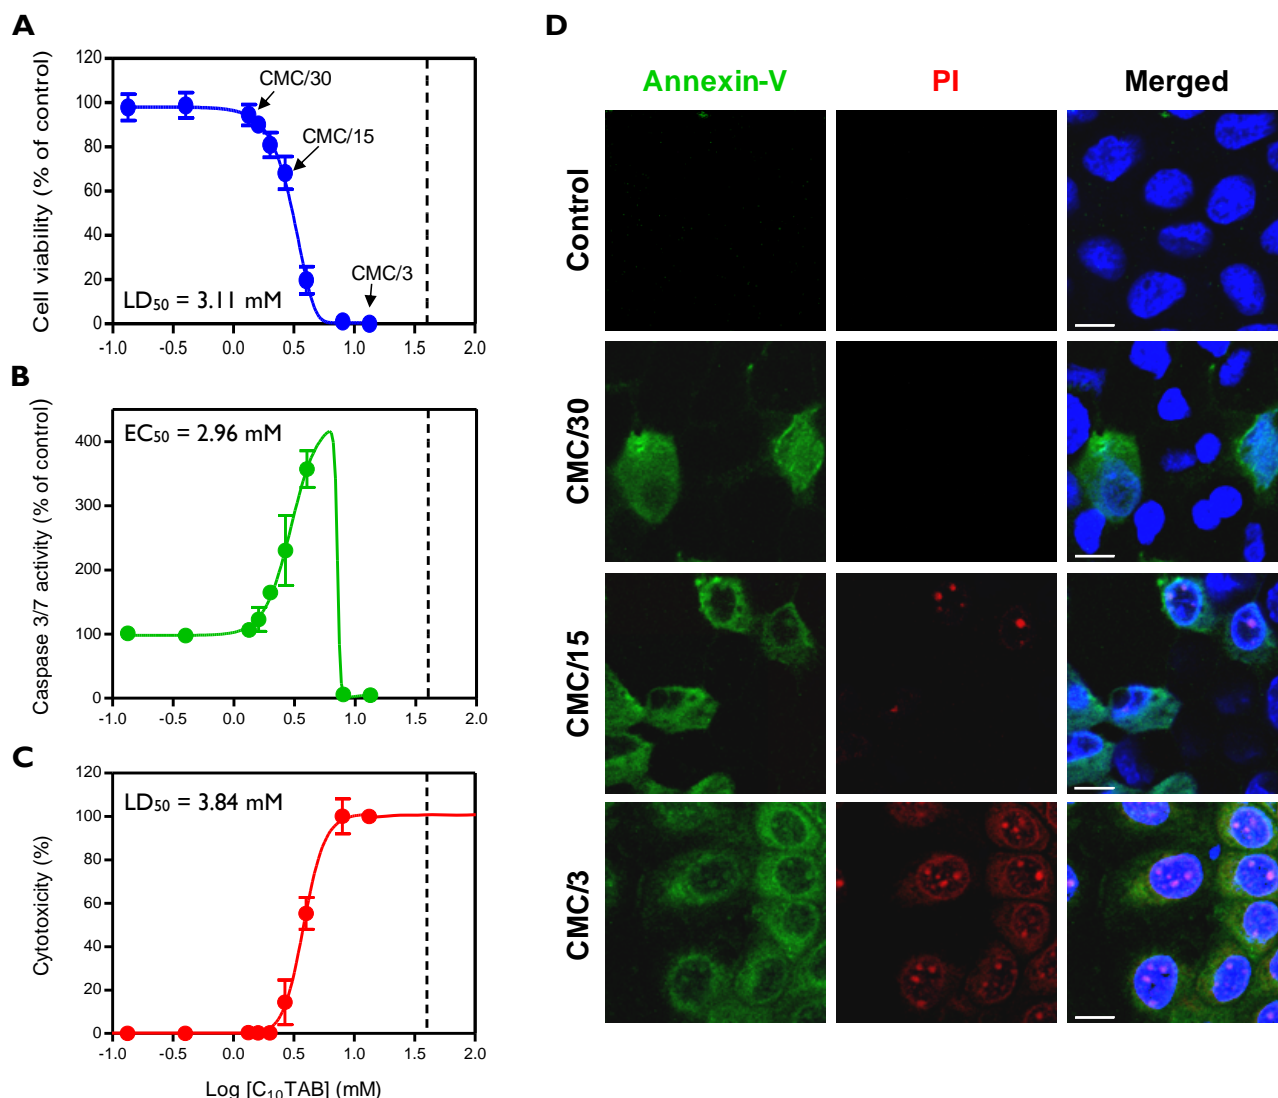 A
Cell viability (% of control)
120
100
80
60
40
20
0
CMC/30
CMC/15
CMC/3
LD50 = 3.11 mM
-1.0 -0.5 0.0 0.5 1.0 1.5 2.0
B
Caspase 3/7 activity (% of control)
400
300
200
100
0
EC50 = 2.96 mM
-1.0 -0.5 0.0 0.5 1.0 1.5 2.0
C
Cytotoxicity (%)
120
100
80
60
40
20
0
LD50 = 3.84 mM
-1.0 -0.5 0.0 0.5 1.0 1.5 2.0
Log [C10TAB] (mM)
D
Annexin-V PI Merged
Control
CMC/30
CMC/15
CMC/3